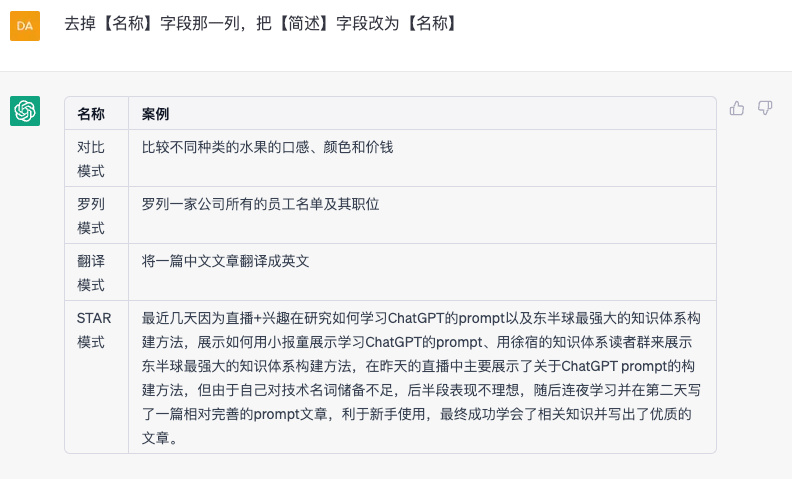 DA
去掉【名称】字段那一列，把【简述】字段改为【名称】
名称 案例
对比 比较不同种类的水果的口感、颜色和价钱
模式
罗列 罗列一家公司所有的员工名单及其职位
模式
翻译 将一篇中文文章翻译成英文
模式
STAR 最近几天因为直播+兴趣在研究如何学习ChatGPT的prompt以及东半球最强大的知识体系构
模式 建方法，展示如何用小报童展示学习ChatGPT的prompt、用徐宿的知识体系读者群来展示
东半球最强大的知识体系构建方法，在昨天的直播中主要展示了关于ChatGPT prompt的构
建方法，但由于自己对技术名词储备不足，后半段表现不理想，随后连夜学习并在第二天写
了一篇相对完善的prompt文章，利于新手使用，最终成功学会了相关知识并写出了优质的
文章。